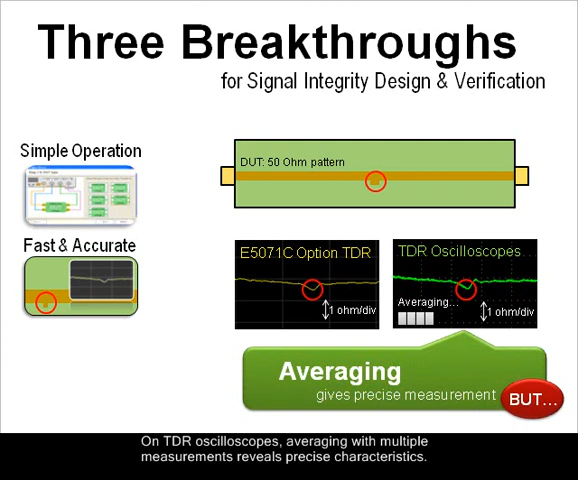 Three Breakthroughs
for Signal Integrity Design & Verification
Simple Operation
Fast & Accurate
DUT: 50 Ohm pattern
E5071C Option TDR
1 ohm/div
TDR Oscilloscopes
Averaging...
1 ohm/div
Averaging
gives precise measurement
BUT...
On TDR oscilloscopes, averaging with multiple
measurements reveals precise characteristics.